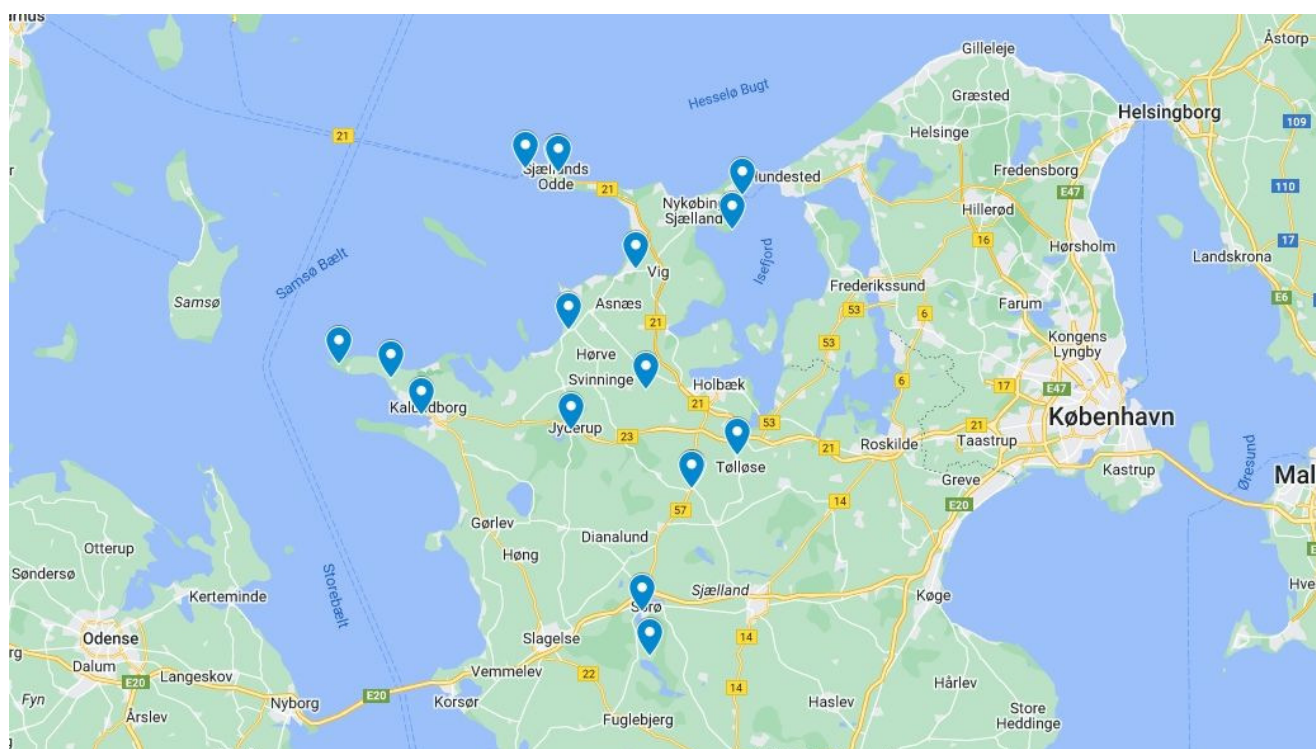 Gilleleje
Åstorp
Hesselø Bugt
Græsted
Helsingborg
109
21
Helsinge
Sjællands
Odde
Hundested
Fredensborg
21
E47
110
Nykøbing
Sjælland
Hillerød
16
Hørsholm
17
Landskrona
Samsø Bælt
Isefjord
Vig
Frederikssund
E6
Samsø
Asnæs
Farum
53
6
21
Kongens
Lyngby
Hørve
53
Svinninge
Holbæk
6
17
E47
Kalundborg
21
53
København
Jyderup
23
21
Roskilde
21
Taastrup
Øresund
Tølløse
Kastrup
Greve
Mal
57
14
E20
Gørlev
Dianalund
Otterup
Høng
Søndersø
Storebælt
Sjælland
Kerteminde
Sorø
Køge
Odense
Slagelse
14
Dalum
Vemmelev
22
Hårlev
E20
Langeskov
E20
14
Fyn
Nyborg
Korsør
Haslev
Årslev
Fuglebjerg
Store
Heddinge